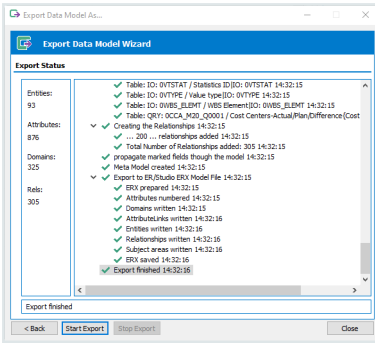 Export Data Model As...
Export Data Model Wizard
Export Status
Entities:
93
Attributes:
876
Domains:
325
Rels:
305
Table: IO: 0VTSTAT / Statistics ID|IO: 0VTSTAT 14:32:15
Table: IO: 0VTYPE / Value type|IO: 0VTYPE 14:32:15
Table: IO: 0WBS_ELEMT / WBS Element|IO: 0WBS_ELEMT 14:32:15
Table: QRY: 0CCA_M20_Q0001 / Cost Centers-Actual/Plan/Difference{Cost
Creating the Relationships 14:32:15
... 200 ... relationships added 14:32:15
Total Number of Relationships added: 305 14:32:15
propagate marked fields though the model 14:32:15
Meta Model created 14:32:15
Export to ER/Studio ERX Model File 14:32:15
ERX prepared 14:32:15
Attributes numbered 14:32:15
Domains written 14:32:15
AttributeLinks written 14:32:16
Entities written 14:32:16
Relationships written 14:32:16
Subject areas written 14:32:16
ERX saved 14:32:16
Export finished 14:32:16
Export finished
< Back
Start Export
Stop Export
Close